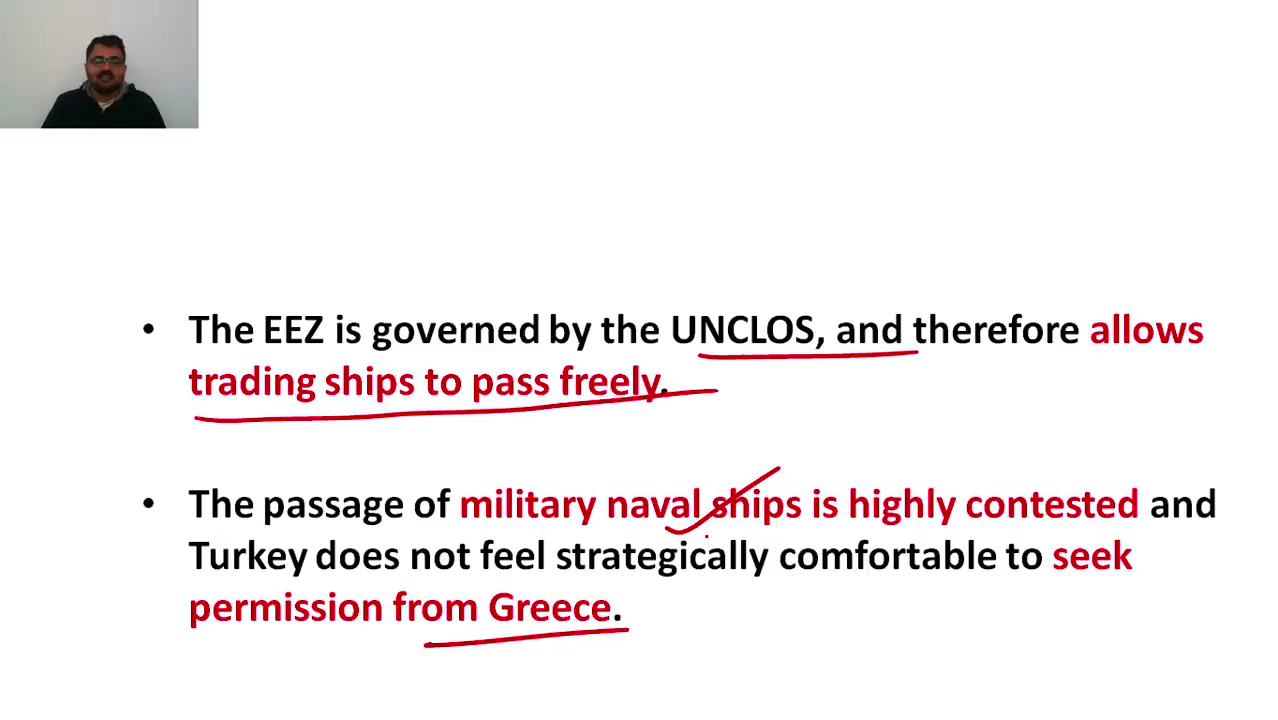 • The EEZ is governed by the UNCLOS, and therefore allows
trading ships to pass freely.
• The passage of military naval ships is highly contested and
Turkey does not feel strategically comfortable to seek
permission from Greece.